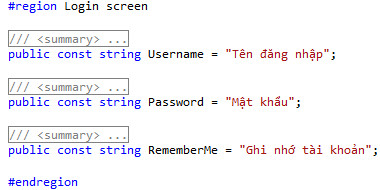 #region Login screen
/// <summary> ...
public const string Username = "Tên đăng nhập";
/// <summary> ...
public const string Password = "Mật khẩu";
/// <summary> ...
public const string RememberMe = "Ghi nhớ tài khoản";
#endregion